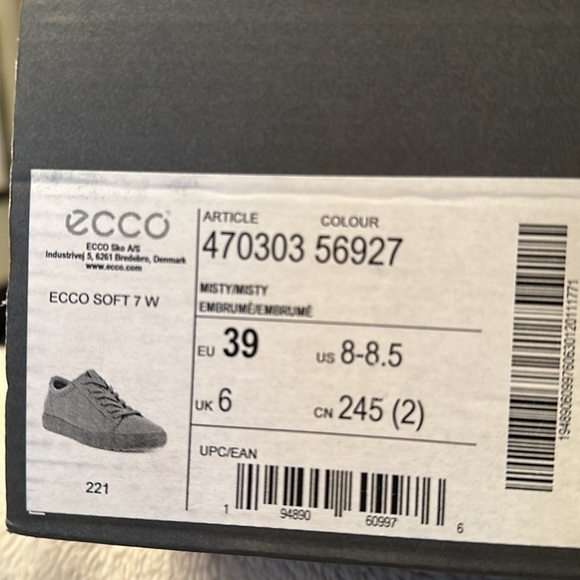 ecco
ECCO Sko A/S
Industrivej 5, 6261 Bredebro, Denmark
www.ecco.com
ECCO SOFT 7 W
221
ARTICLE COLOUR
470303 56927
MISTY/MISTY
EMBRUMÉ/EMBRUMÉ
EU 39 US 8-8.5
UK 6 CN 245 (2)
UPC/EAN
1 94890 60997 6
1948906099760630120111771